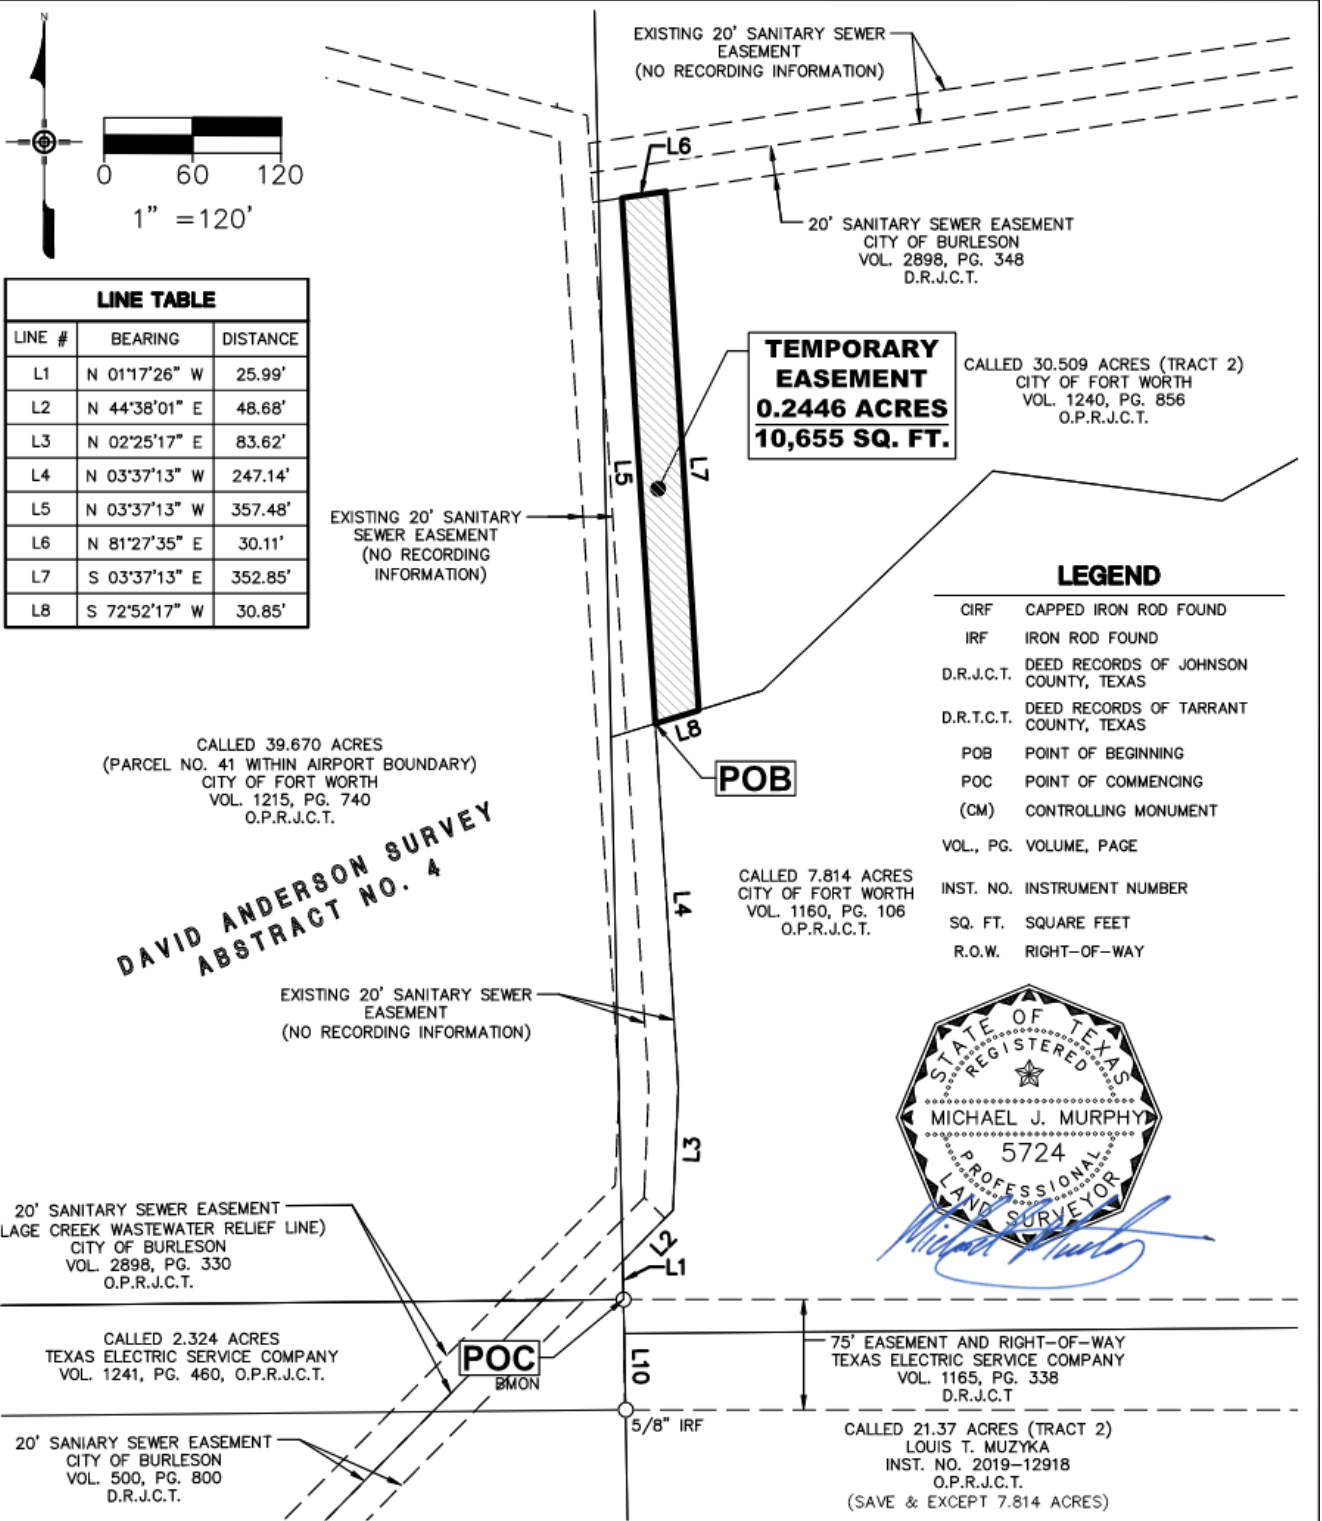 N
0 60 120
1" =120'
EXISTING 20' SANITARY SEWER
EASEMENT
(NO RECORDING INFORMATION)
L6
20' SANITARY SEWER EASEMENT
CITY OF BURLESON
VOL. 2898, PG. 348
D.R.J.C.T.
LINE TABLE
LINE # BEARING DISTANCE
L1 N 01°17'26" W 25.99'
L2 N 44°38'01" E 48.68'
L3 N 02°25'17" E 83.62'
L4 N 03°37'13" W 247.14'
L5 N 03°37'13" W 357.48'
L6 N 81°27'35" E 30.11'
L7 S 03°37'13" E 352.85'
L8 S 72°52'17" W 30.85'
TEMPORARY
EASEMENT
0.2446 ACRES
10,655 SQ. FT.
CALLED 30.509 ACRES (TRACT 2)
CITY OF FORT WORTH
VOL. 1240, PG. 856
O.P.R.J.C.T.
L5
L7
EXISTING 20' SANITARY
SEWER EASEMENT
(NO RECORDING
INFORMATION)
LEGEND
CIRF CAPPED IRON ROD FOUND
IRF IRON ROD FOUND
D.R.J.C.T. DEED RECORDS OF JOHNSON
COUNTY, TEXAS
D.R.T.C.T. DEED RECORDS OF TARRANT
COUNTY, TEXAS
POB POINT OF BEGINNING
POC POINT OF COMMENCING
(CM) CONTROLLING MONUMENT
VOL., PG. VOLUME, PAGE
INST. NO. INSTRUMENT NUMBER
SQ. FT. SQUARE FEET
R.O.W. RIGHT-OF-WAY
L8
POB
CALLED 39.670 ACRES
(PARCEL NO. 41 WITHIN AIRPORT BOUNDARY)
CITY OF FORT WORTH
VOL. 1215, PG. 740
O.P.R.J.C.T.
DAVID ANDERSON SURVEY
ABSTRACT NO. 4
L4
CALLED 7.814 ACRES
CITY OF FORT WORTH
VOL. 1160, PG. 106
O.P.R.J.C.T.
EXISTING 20' SANITARY SEWER
EASEMENT
(NO RECORDING INFORMATION)
STATE OF TEXAS
REGISTERED
MICHAEL J. MURPHY
5724
PROFESSIONAL
LAND SURVEYOR
L3
20' SANITARY SEWER EASEMENT
LAGE CREEK WASTEWATER RELIEF LINE)
CITY OF BURLESON
VOL. 2898, PG. 330
O.P.R.J.C.T.
L2
L1
CALLED 2.324 ACRES
TEXAS ELECTRIC SERVICE COMPANY
VOL. 1241, PG. 460, O.P.R.J.C.T.
POC
BMON
L10
75' EASEMENT AND RIGHT-OF-WAY
TEXAS ELECTRIC SERVICE COMPANY
VOL. 1165, PG. 338
D.R.J.C.T
5/8" IRF
20' SANIARY SEWER EASEMENT
CITY OF BURLESON
VOL. 500, PG. 800
D.R.J.C.T.
CALLED 21.37 ACRES (TRACT 2)
LOUIS T. MUZYKA
INST. NO. 2019-12918
O.P.R.J.C.T.
(SAVE & EXCEPT 7.814 ACRES)